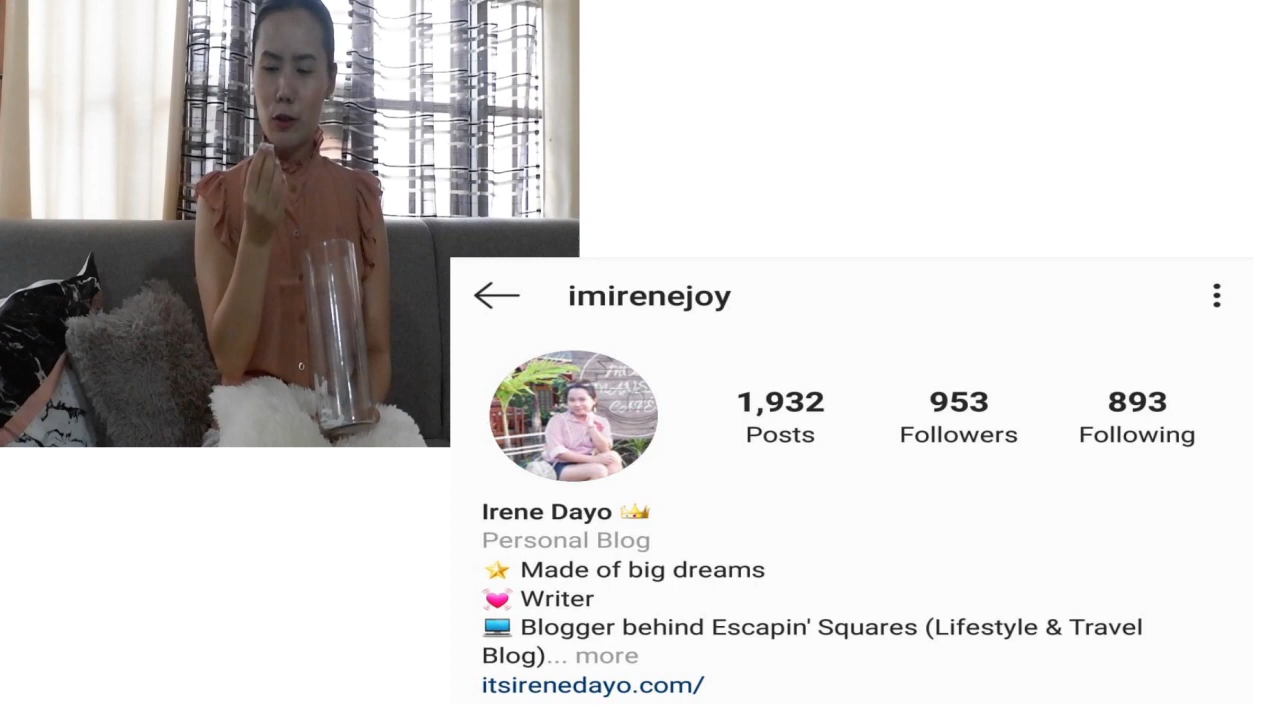 imirenejoy
1,932 953 893
Posts Followers Following
Irene Dayo 👑
Personal Blog
⭐ Made of big dreams
💓 Writer
💻 Blogger behind Escapin' Squares (Lifestyle & Travel
Blog)... more
itsirenedayo.com/